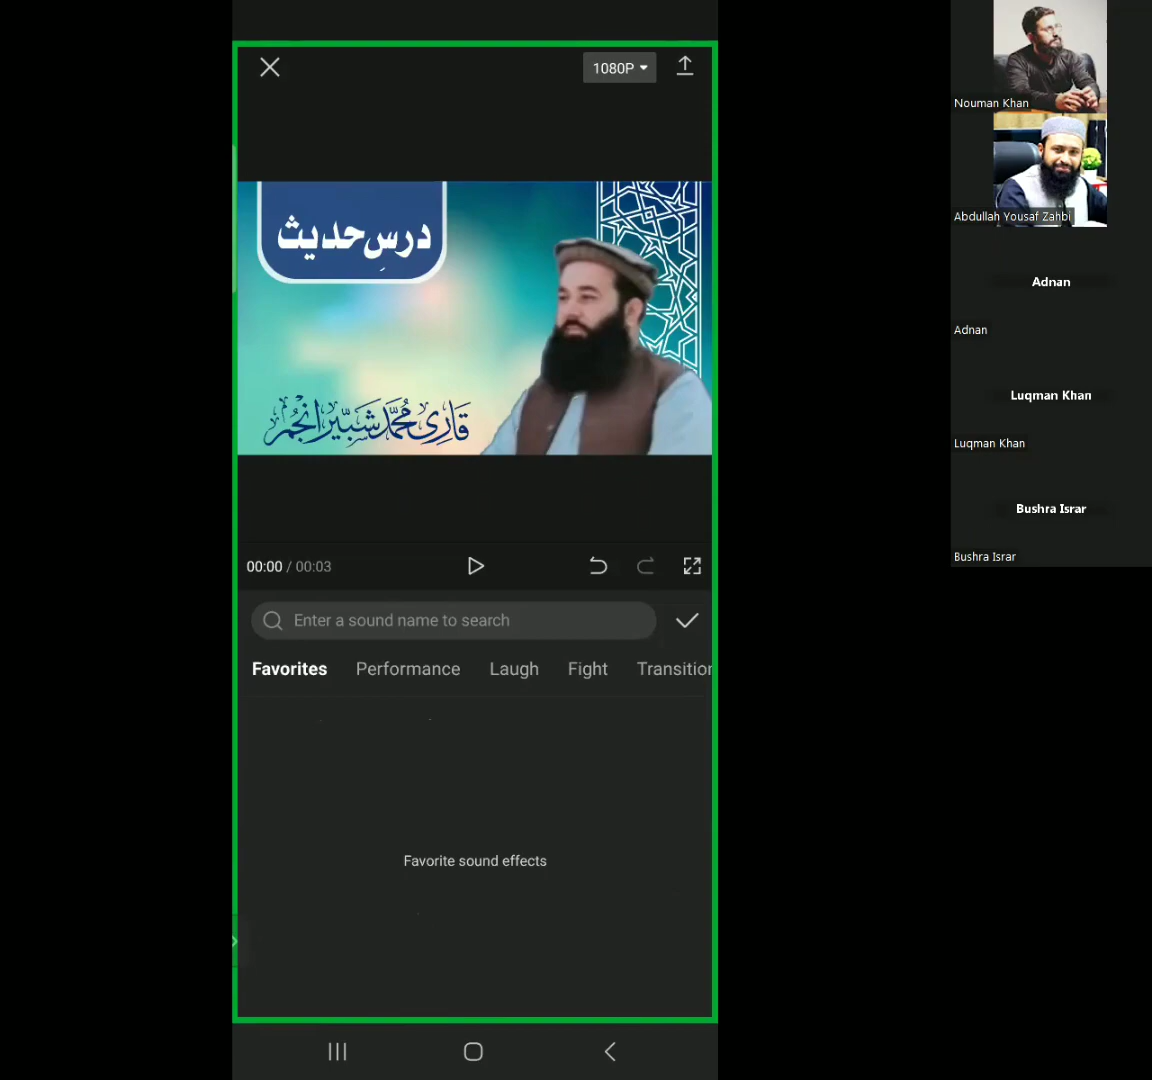 1080P
درسِ حدیث
قاری محمد شبیر انجم
00:00 / 00:03
Enter a sound name to search
Favorites Performance Laugh Fight Transition
Favorite sound effects
Nouman Khan
Abdullah Yousaf Zahbi
Adnan
Adnan
Luqman Khan
Luqman Khan
Bushra Israr
Bushra Israr